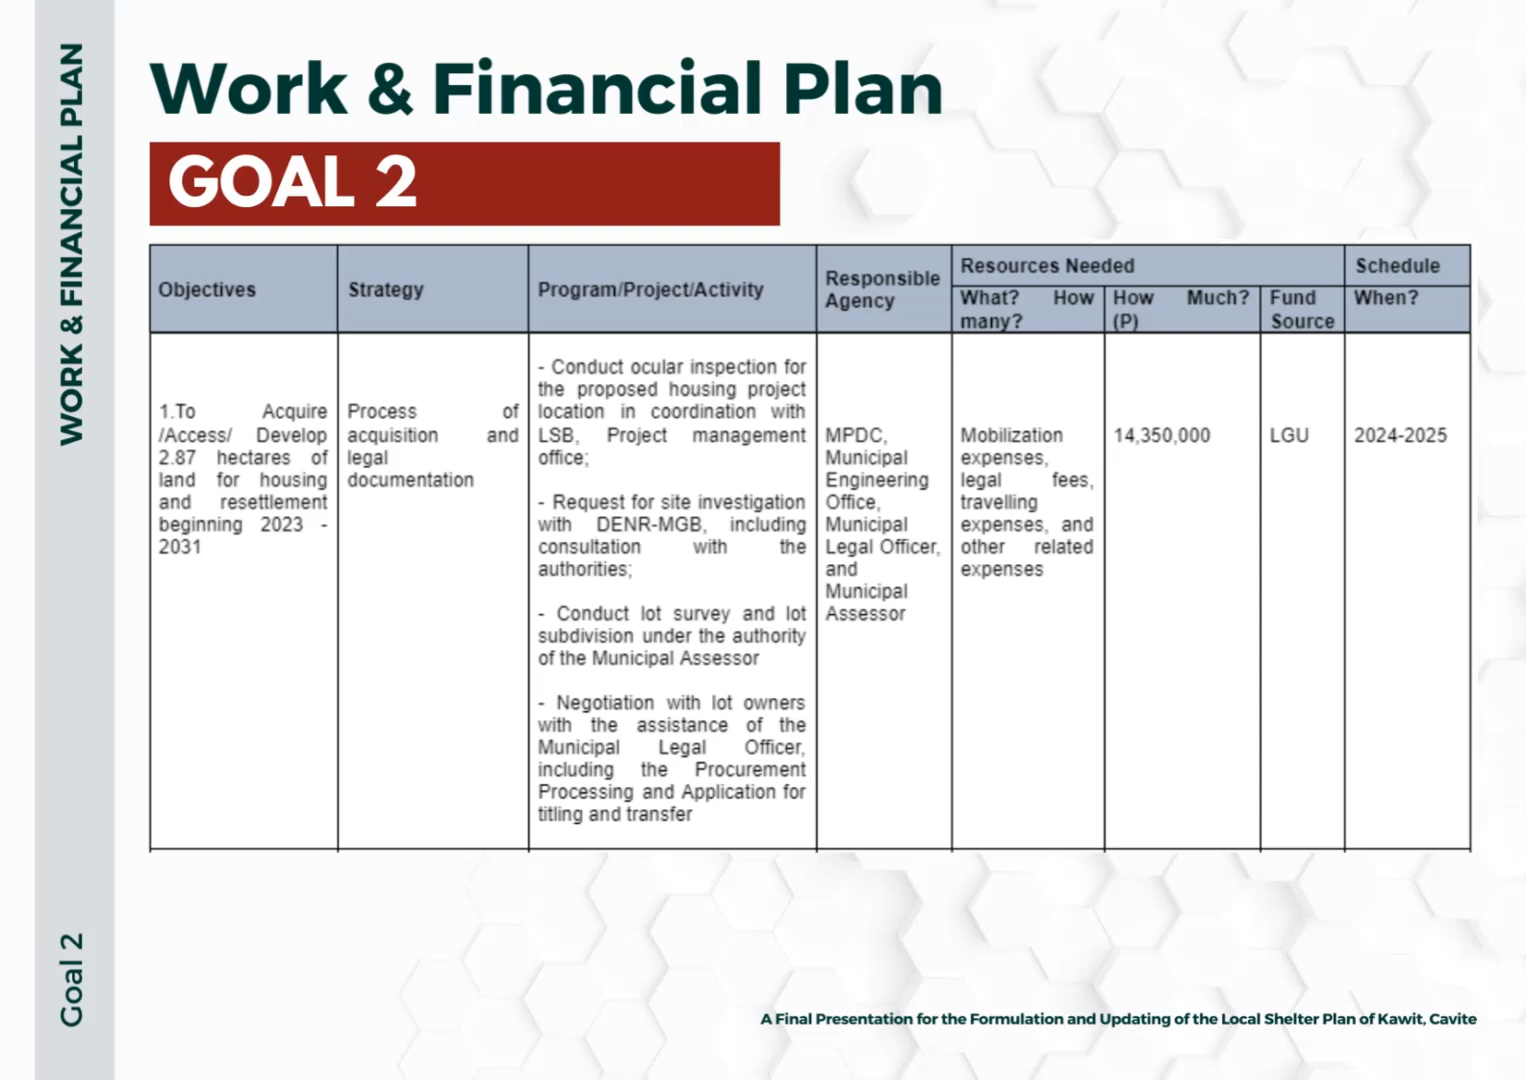 WORK & FINANCIAL PLAN
Goal 2
Work & Financial Plan
GOAL 2
Objectives
Strategy
Program/Project/Activity
Responsible
Agency
Resources Needed
Schedule
What? How
many?
How Much?
(P)
Fund
Source
When?
1.To Acquire
/Access/ Develop
2.87 hectares of
land for housing
and resettlement
beginning 2023 -
2031
Process of
acquisition and
legal
documentation
- Conduct ocular inspection for
the proposed housing project
location in coordination with
LSB, Project management
office;
- Request for site investigation
with DENR-MGB, including
consultation with the
authorities;
- Conduct lot survey and lot
subdivision under the authority
of the Municipal Assessor
- Negotiation with lot owners
with the assistance of the
Municipal Legal Officer,
including the Procurement
Processing and Application for
titling and transfer
MPDC,
Municipal
Engineering
Office,
Municipal
Legal Officer,
and
Municipal
Assessor
Mobilization
expenses,
legal fees,
travelling
expenses, and
other related
expenses
14,350,000
LGU
2024-2025
A Final Presentation for the Formulation and Updating of the Local Shelter Plan of Kawit, Cavite